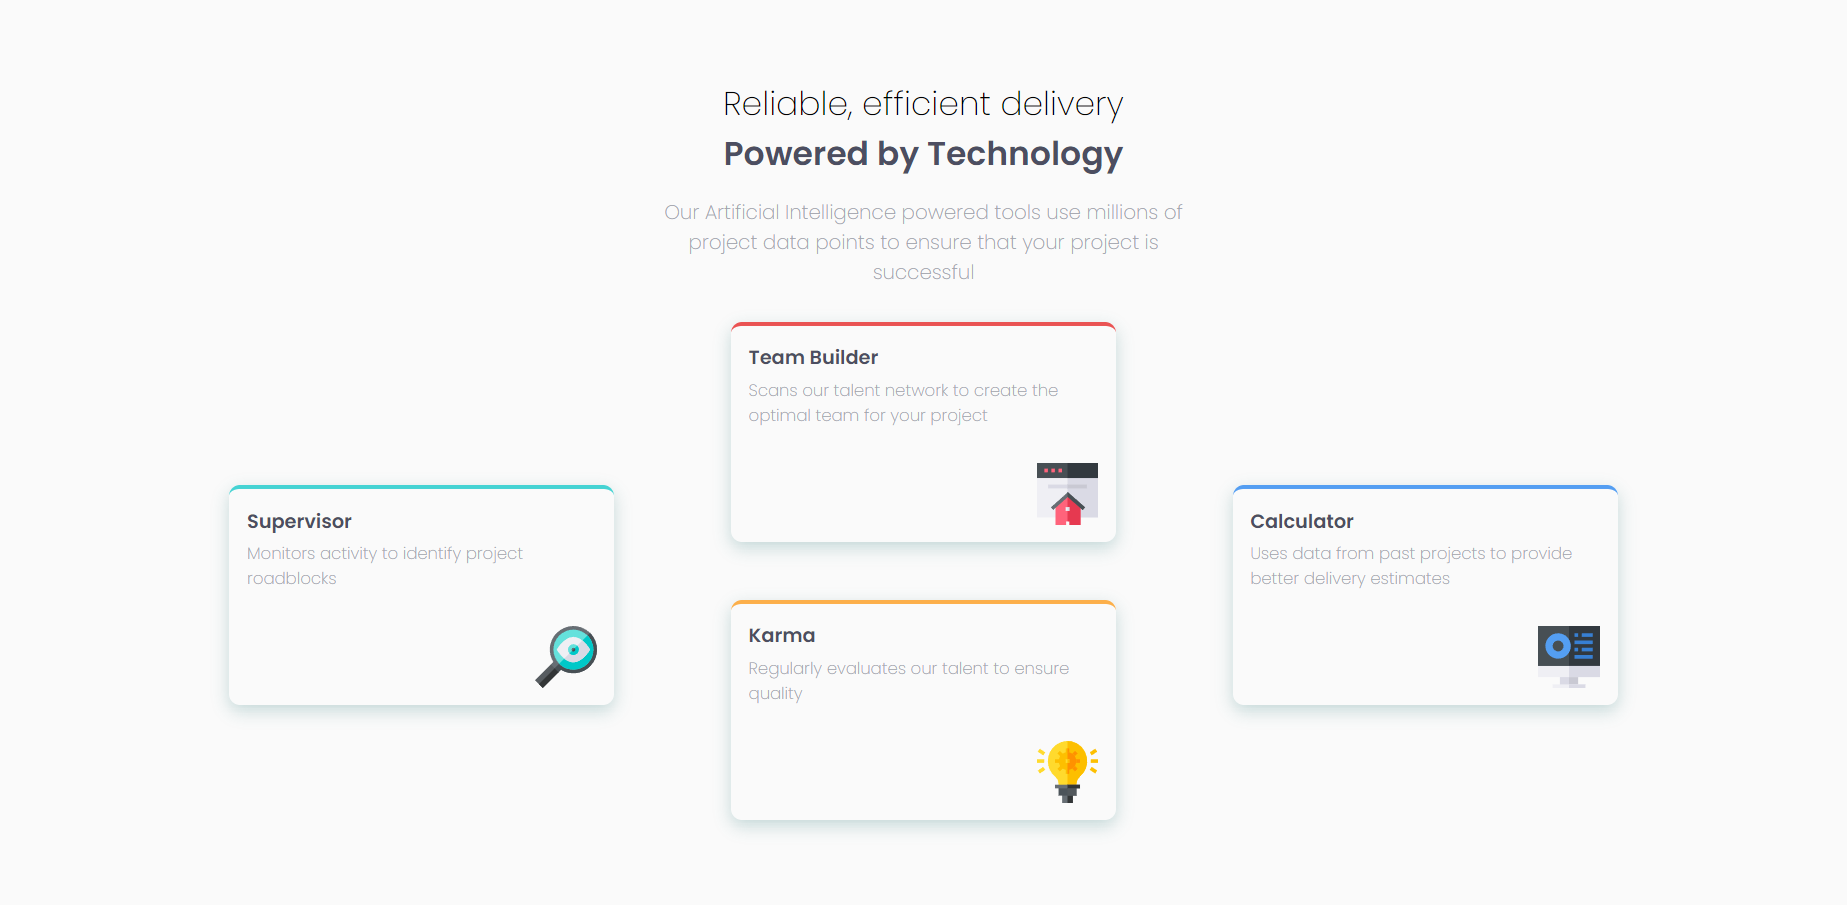 Reliable, efficient delivery
Powered by Technology
Our Artificial Intelligence powered tools use millions of
project data points to ensure that your project is
successful
Team Builder
Scans our talent network to create the
optimal team for your project
Supervisor
Monitors activity to identify project
roadblocks
Calculator
Uses data from past projects to provide
better delivery estimates
Karma
Regularly evaluates our talent to ensure
quality